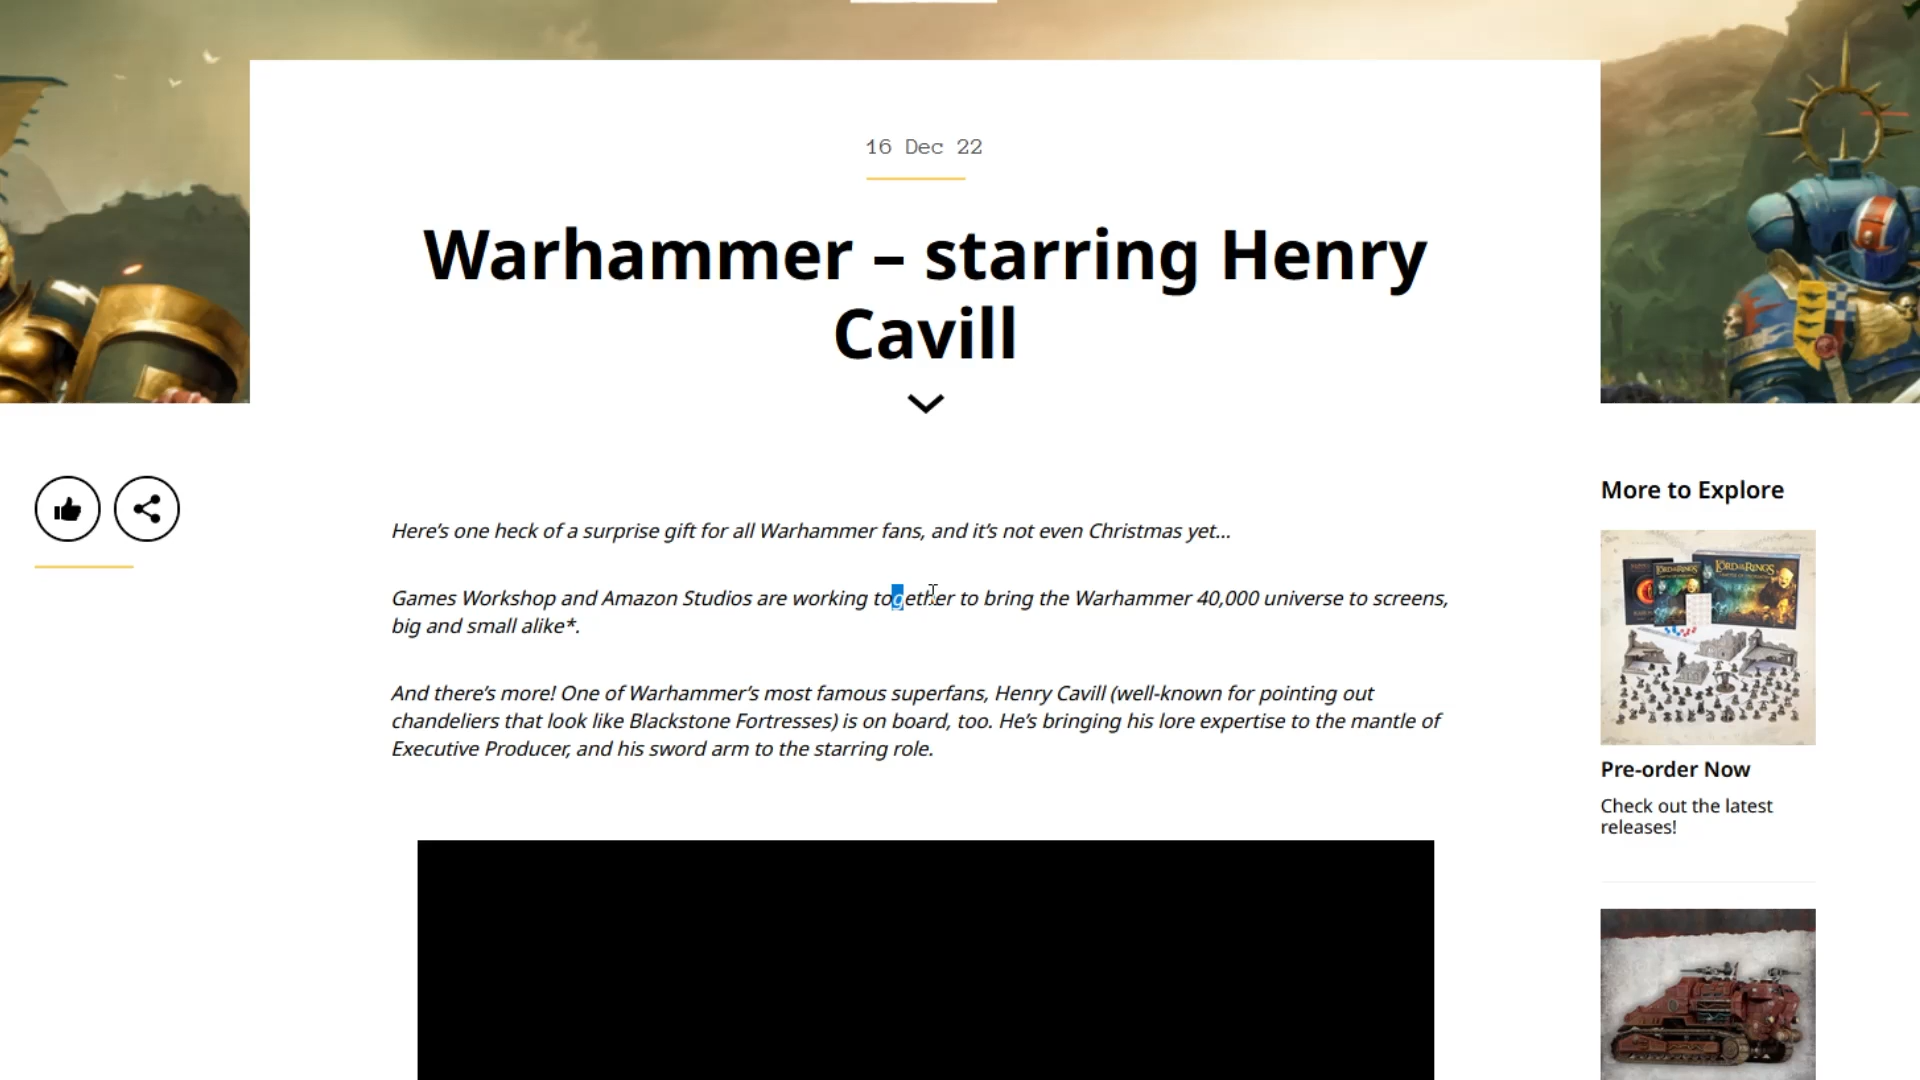 16 Dec 22
Warhammer – starring Henry
Cavill
Here’s one heck of a surprise gift for all Warhammer fans, and it’s not even Christmas yet…
Games Workshop and Amazon Studios are working together to bring the Warhammer 40,000 universe to screens,
big and small alike*.
And there’s more! One of Warhammer’s most famous superfans, Henry Cavill (well-known for pointing out
chandeliers that look like Blackstone Fortresses) is on board, too. He’s bringing his lore expertise to the mantle of
Executive Producer, and his sword arm to the starring role.
More to Explore
THE LORD OF THE RINGS
Pre-order Now
Check out the latest
releases!